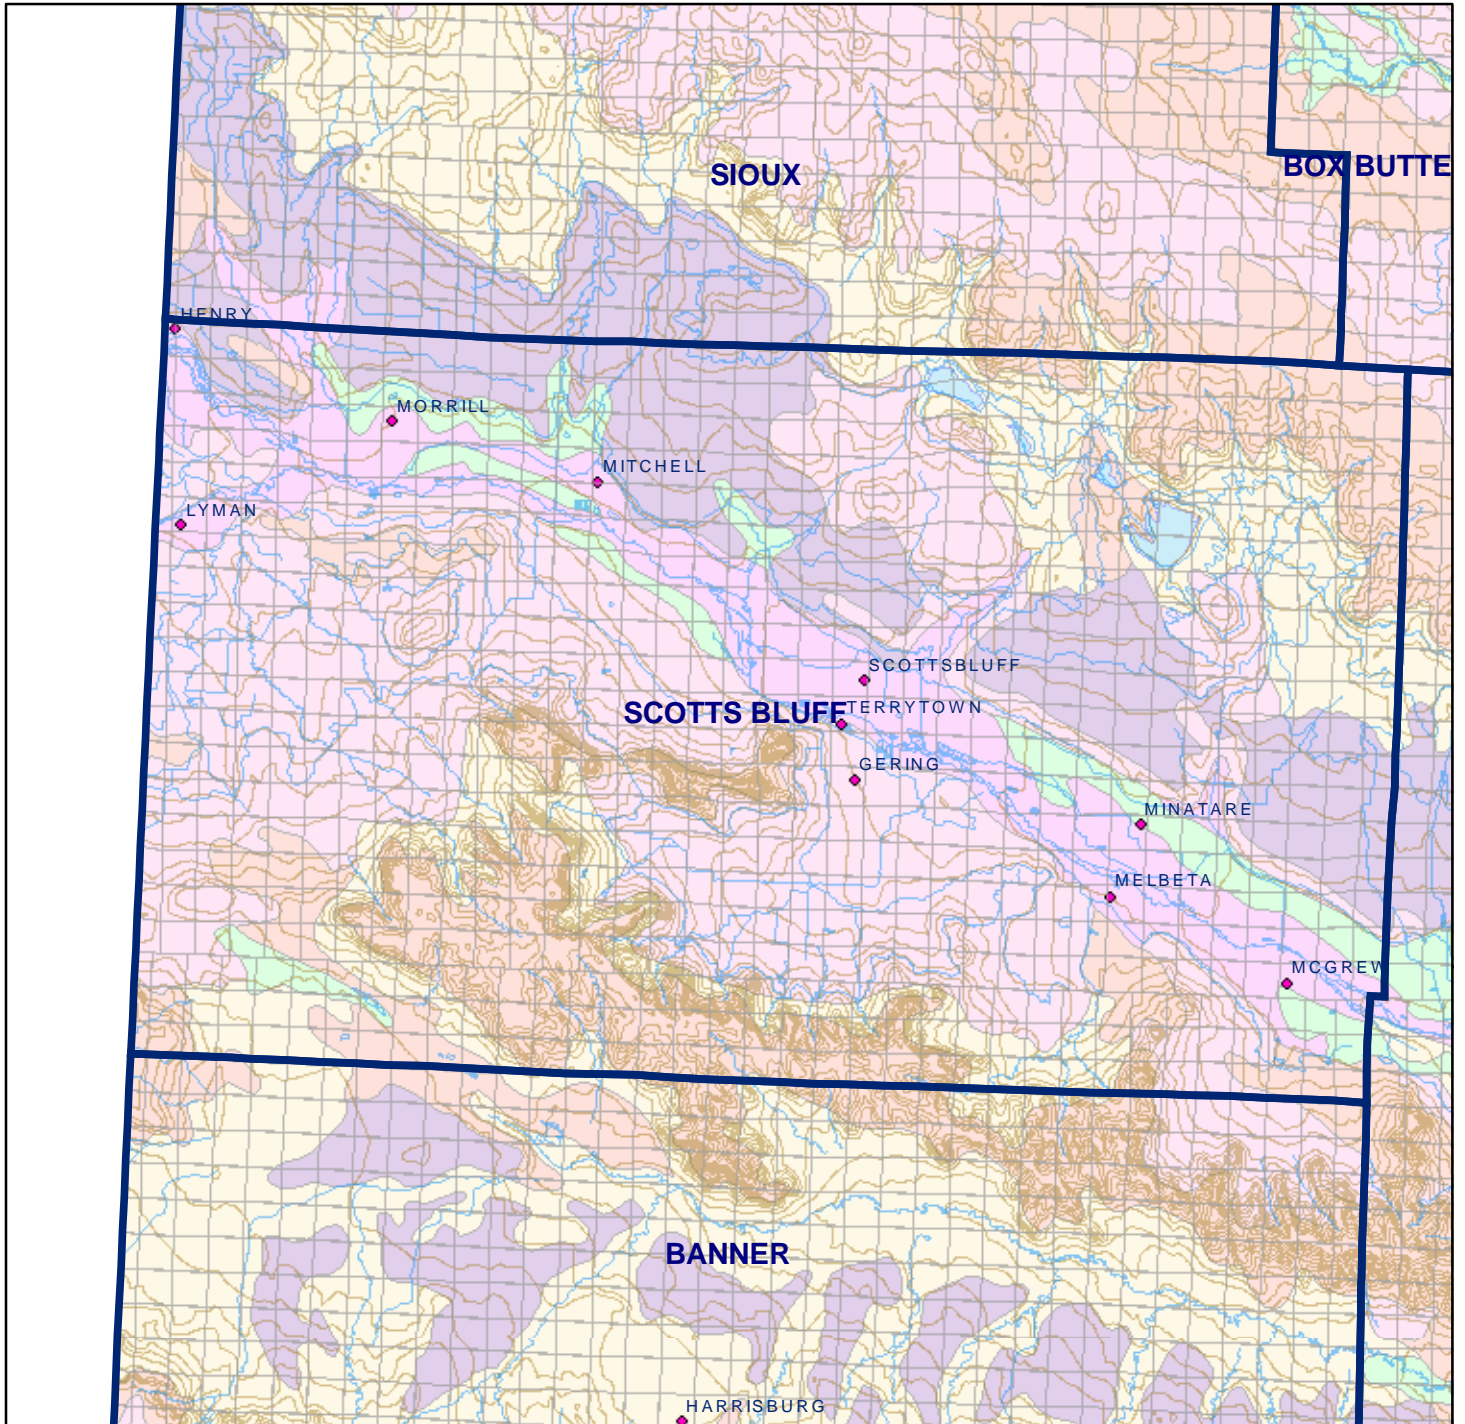 BOX BUTTE
SIOUX
HENRY
MORRILL
MITCHELL
LYMAN
SCOTTSBLUFF
SCOTTS BLUFF
TERRYTOWN
GERING
MINATARE
MELBETA
MCGREW
BANNER
HARRISBURG